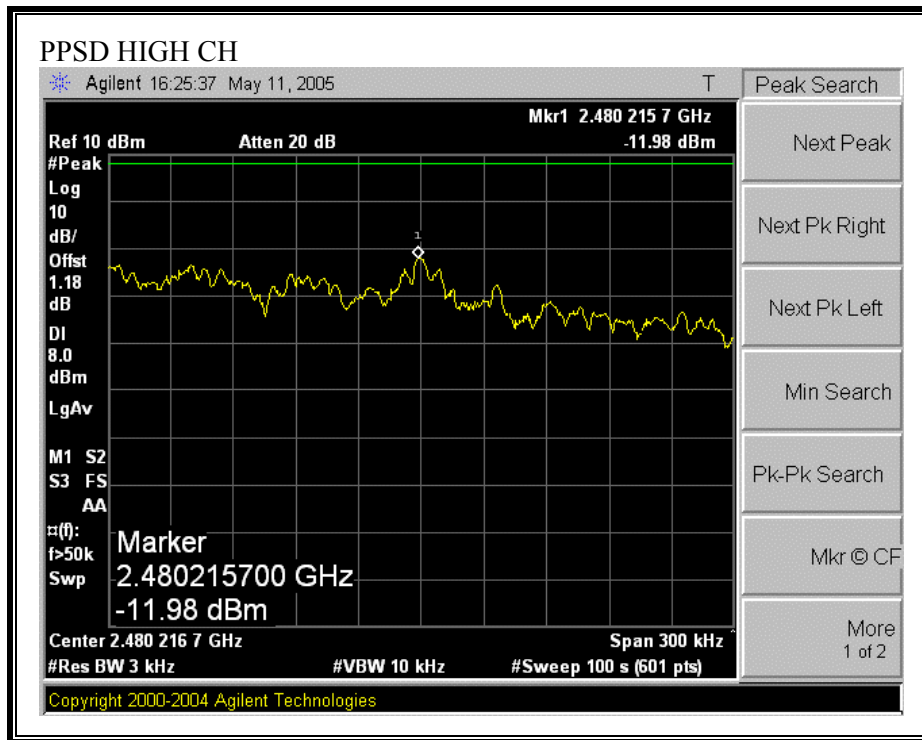 PPSD HIGH CH
Agilent 16:25:37 May 11, 2005 T
Peak Search
Mkr1 2.480 215 7 GHz
Ref 10 dBm Atten 20 dB -11.98 dBm
#Peak
Log
10
dB/
Offst
1.18
dB
DI
8.0
dBm
LgAv
M1 S2
S3 FS
AA
¤(f):
f>50k
Swp
1
Marker
2.480215700 GHz
-11.98 dBm
Center 2.480 216 7 GHz Span 300 kHz
#Res BW 3 kHz #VBW 10 kHz #Sweep 100 s (601 pts)
Copyright 2000-2004 Agilent Technologies
Next Peak
Next Pk Right
Next Pk Left
Min Search
Pk-Pk Search
Mkr © CF
More
1 of 2